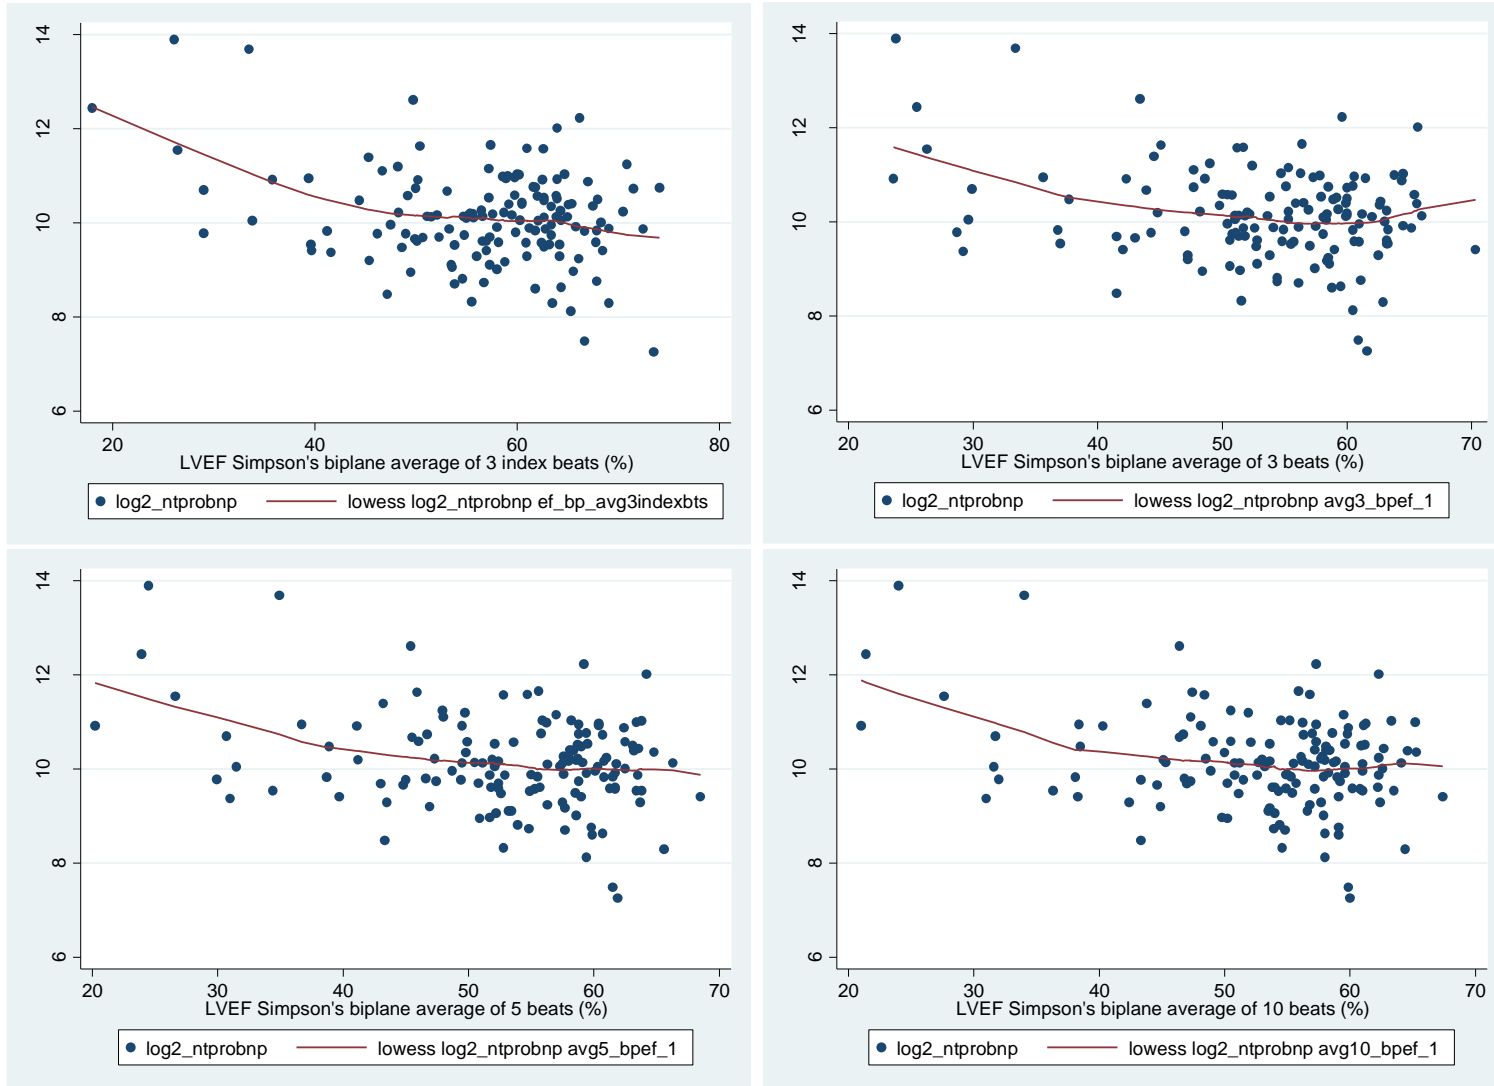 14
12
10
8
6
20 40 60 80
LVEF Simpson's biplane average of 3 index beats (%)
log2_ntprobnp lowess log2_ntprobnp ef_bp_avg3indexbts
14
12
10
8
6
20 30 40 50 60 70
LVEF Simpson's biplane average of 3 beats (%)
log2_ntprobnp lowess log2_ntprobnp avg3_bpef_1
14
12
10
8
6
20 30 40 50 60 70
LVEF Simpson's biplane average of 5 beats (%)
log2_ntprobnp lowess log2_ntprobnp avg5_bpef_1
14
12
10
8
6
20 30 40 50 60 70
LVEF Simpson's biplane average of 10 beats (%)
log2_ntprobnp lowess log2_ntprobnp avg10_bpef_1